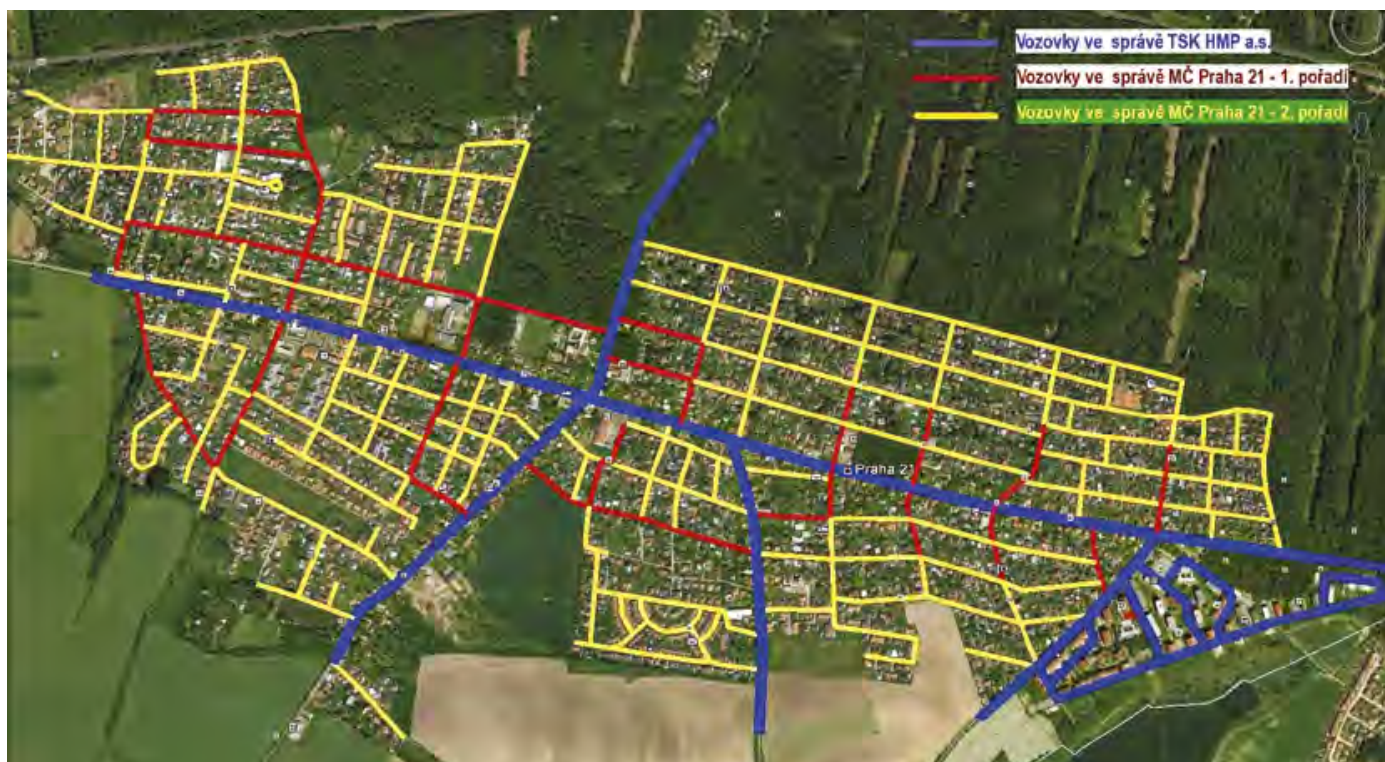 Vozovky ve správě TSK HMP a.s.
Vozovky ve správě MČ Praha 21 - 1. pořadí
Vozovky ve správě MČ Praha 21 - 2. pořadí
Praha 21